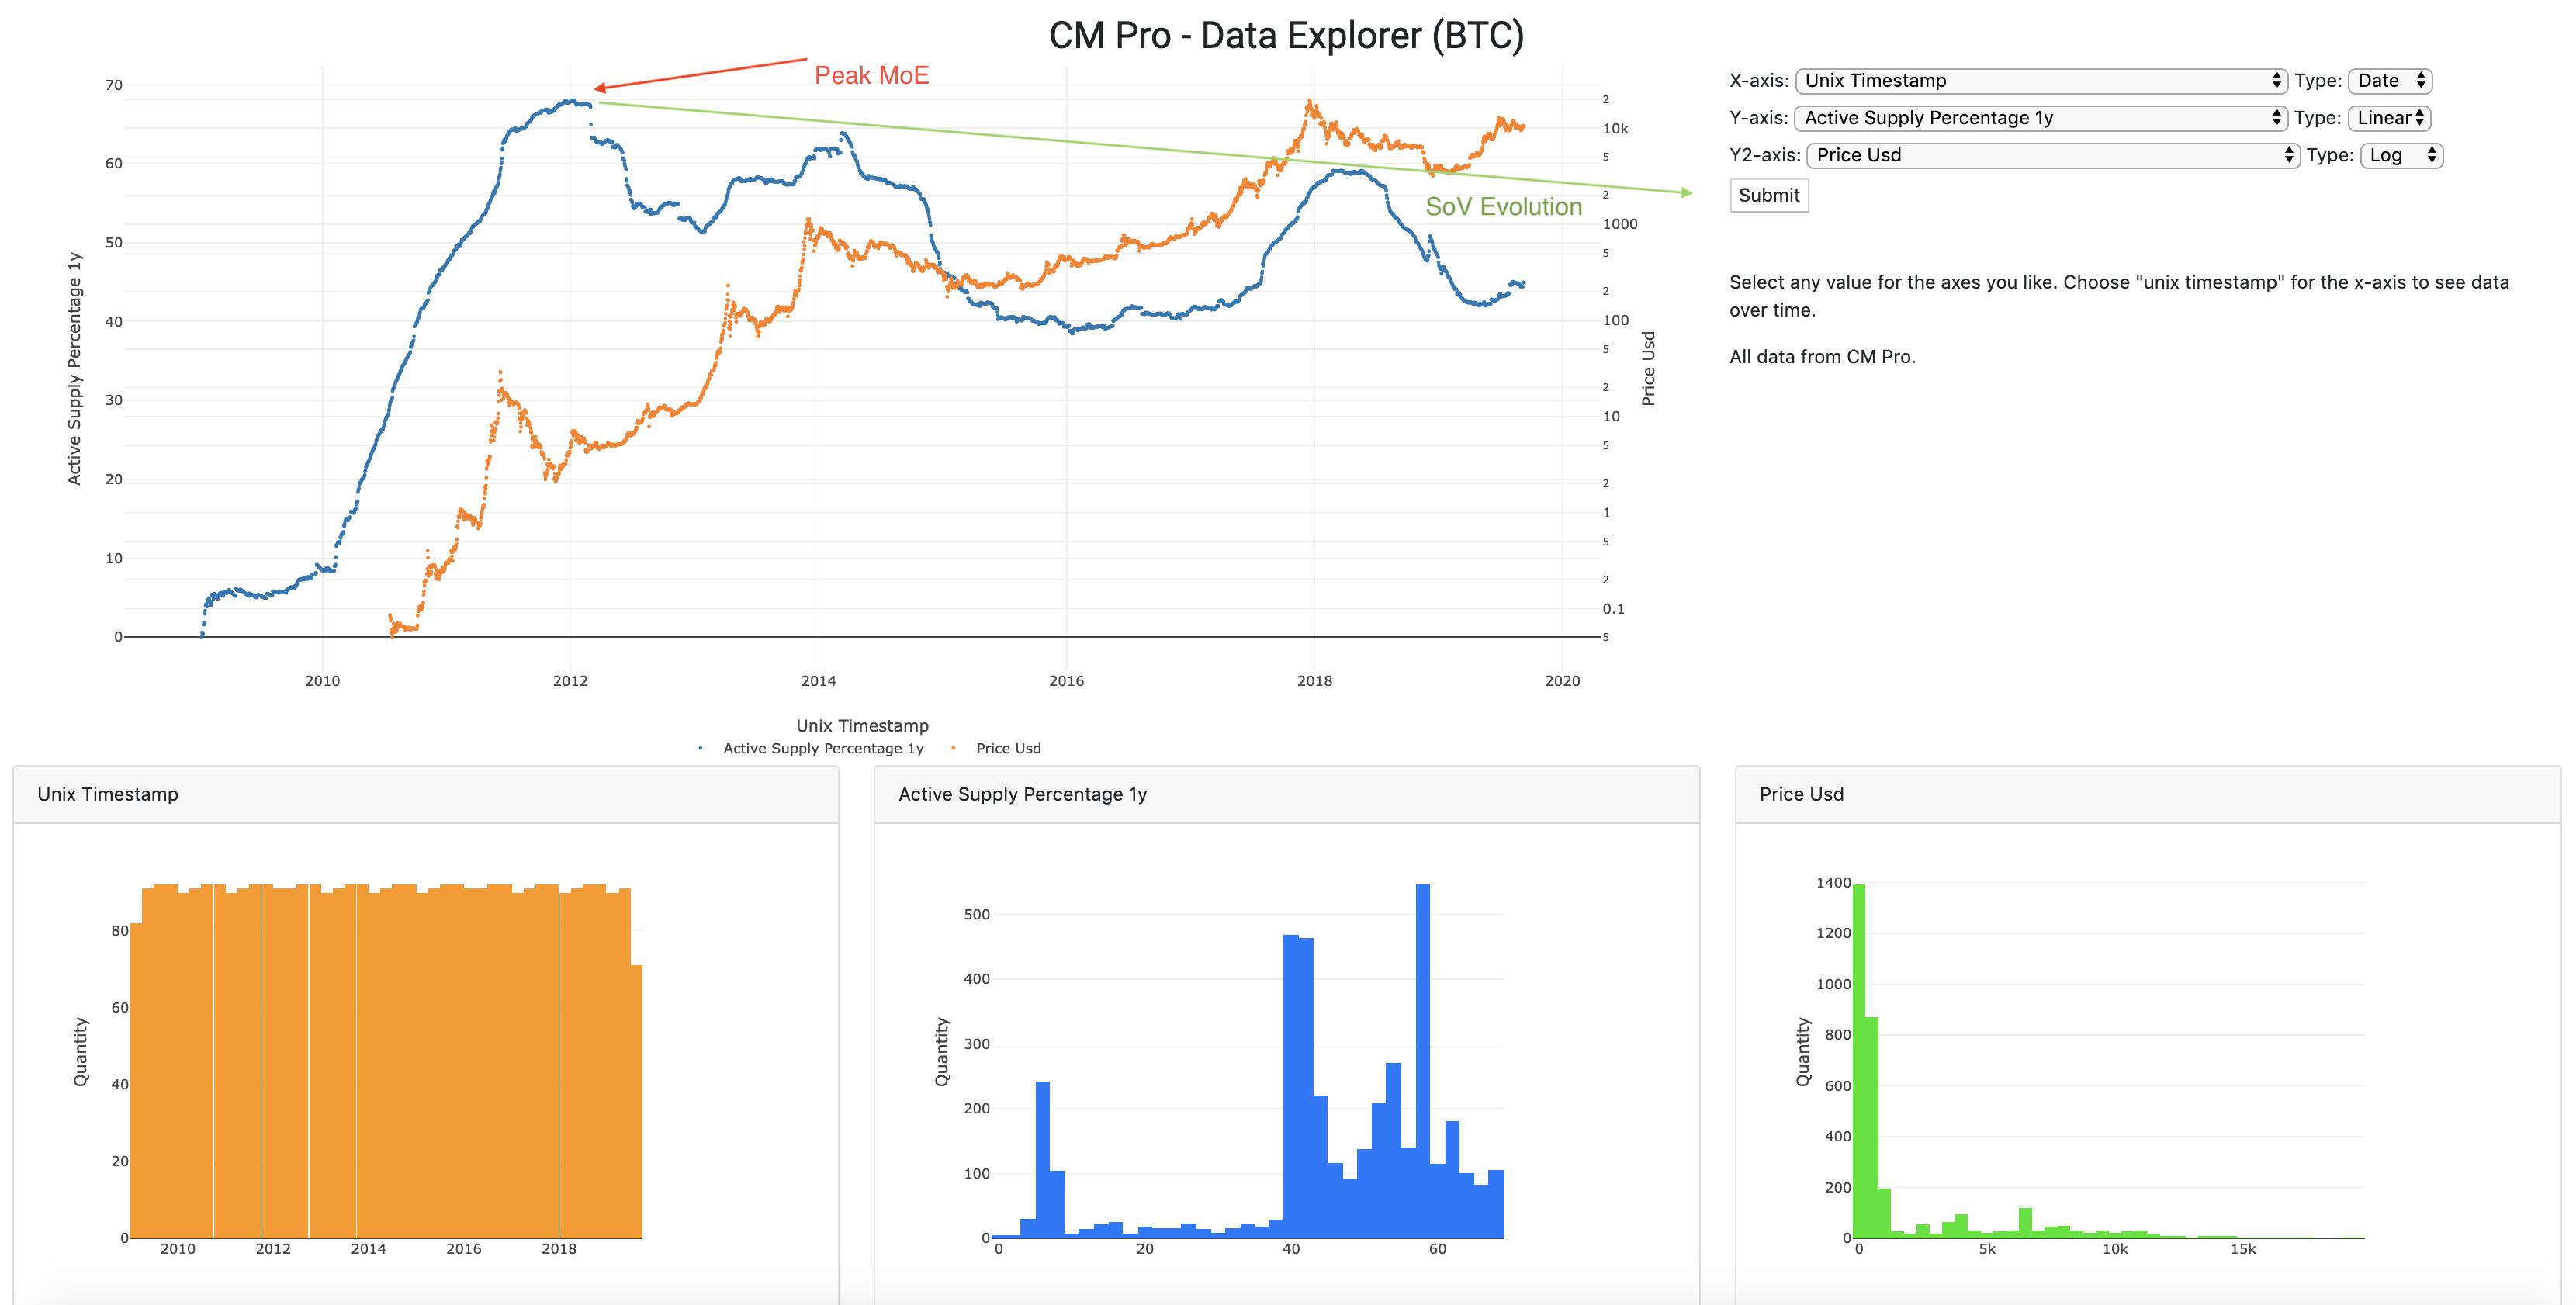 CM Pro - Data Explorer (BTC)
Peak MoE
SoV Evolution
70
60
50
40
30
20
10
0
Active Supply Percentage 1y
2
10k
5
2
1000
5
2
100
5
2
10
5
2
1
5
2
0.1
5
Price Usd
2010 2012 2014 2016 2018 2020
Unix Timestamp
Active Supply Percentage 1y Price Usd
X-axis: Unix Timestamp Type: Date
Y-axis: Active Supply Percentage 1y Type: Linear
Y2-axis: Price Usd Type: Log
Submit
Select any value for the axes you like. Choose "unix timestamp" for the x-axis to see data
over time.
All data from CM Pro.
Unix Timestamp
80
60
40
20
0
Quantity
2010 2012 2014 2016 2018
Active Supply Percentage 1y
500
400
300
200
100
0
Quantity
0 20 40 60
Price Usd
1400
1200
1000
800
600
400
200
0
Quantity
0 5k 10k 15k